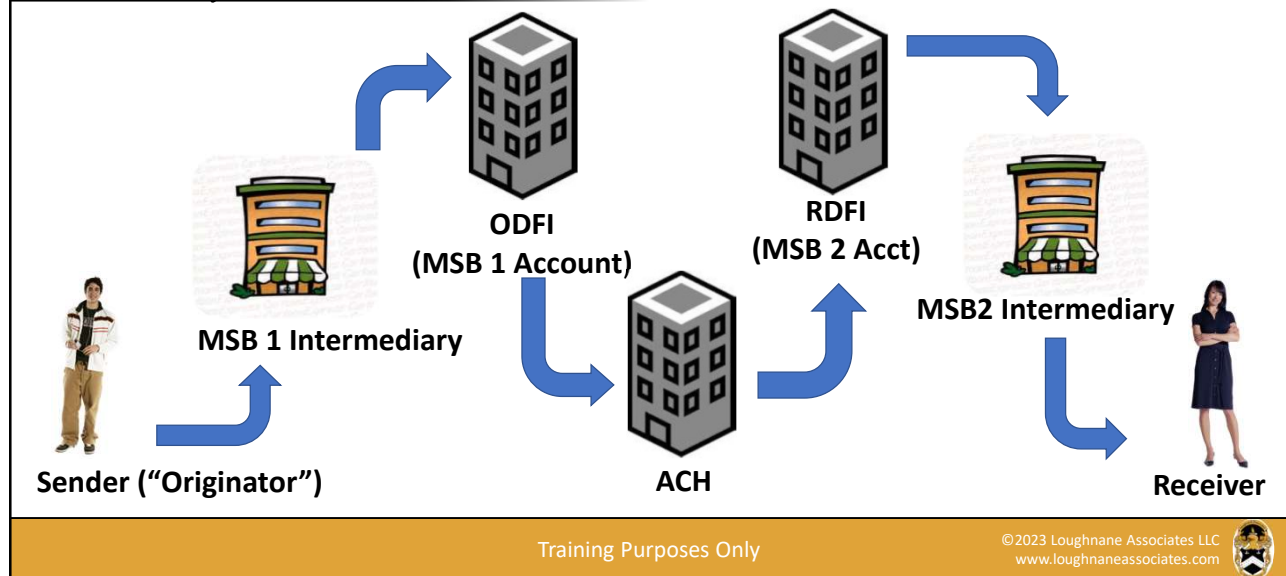 ODFI
(MSB 1 Account)
RDFI
(MSB 2 Acct)
MSB 1 Intermediary
MSB2 Intermediary
Sender (“Originator”)
ACH
Receiver
Training Purposes Only
©2023 Loughnane Associates LLC
www.loughnaneassociates.com